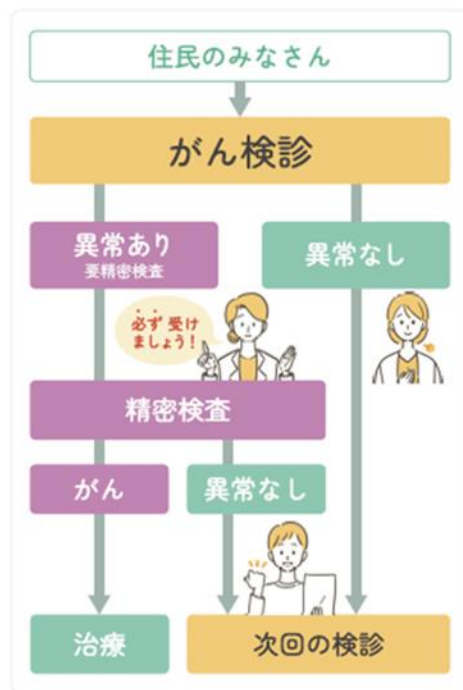 住民のみなさん
がん検診
異常あり
要精密検査
異常なし
必ず 受け
ましょう！
精密検査
がん
異常なし
治療
次回の検診